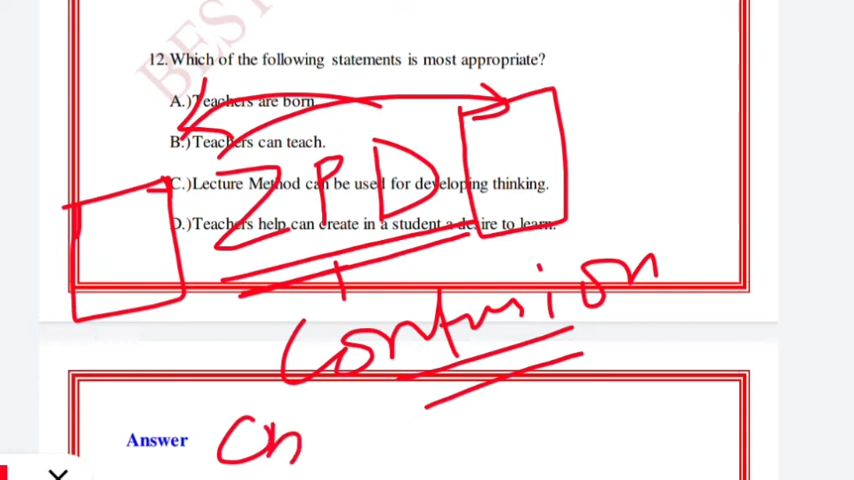 BEST
12.Which of the following statements is most appropriate?
A.)Teachers are born.
B.)Teachers can teach.
C.)Lecture Method can be used for developing thinking.
D.)Teachers help can create in a student a desire to learn.
ZPD
Confusion
Answer
Ch